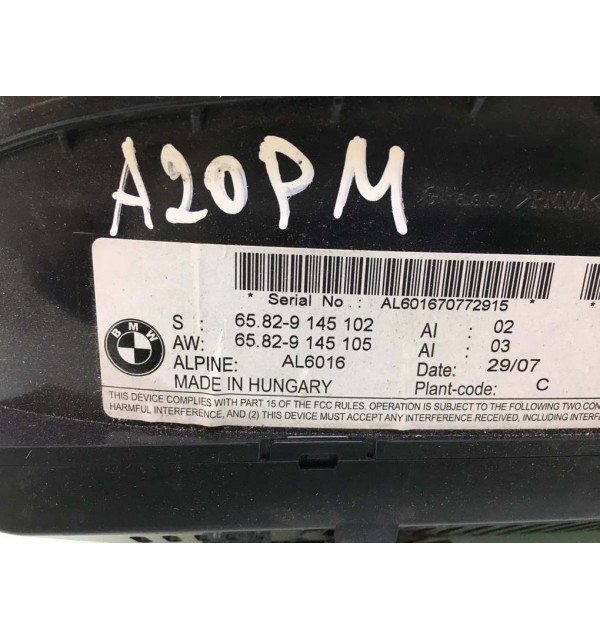 A20PM
>PMMA<
* Serial No. : AL601670772915 *
*
BMW
S : 65.82-9 145 102 AI : 02
AW: 65.82-9 145 105 AI : 03
ALPINE: AL6016 Date: 29/07
MADE IN HUNGARY Plant-code: C
THIS DEVICE COMPLIES WITH PART 15 OF THE FCC RULES. OPERATION IS SUBJECT TO THE FOLLOWING TWO CON
HARMFUL INTERFERENCE, AND (2) THIS DEVICE MUST ACCEPT ANY INTERFERENCE RECEIVED, INCLUDING INTERF